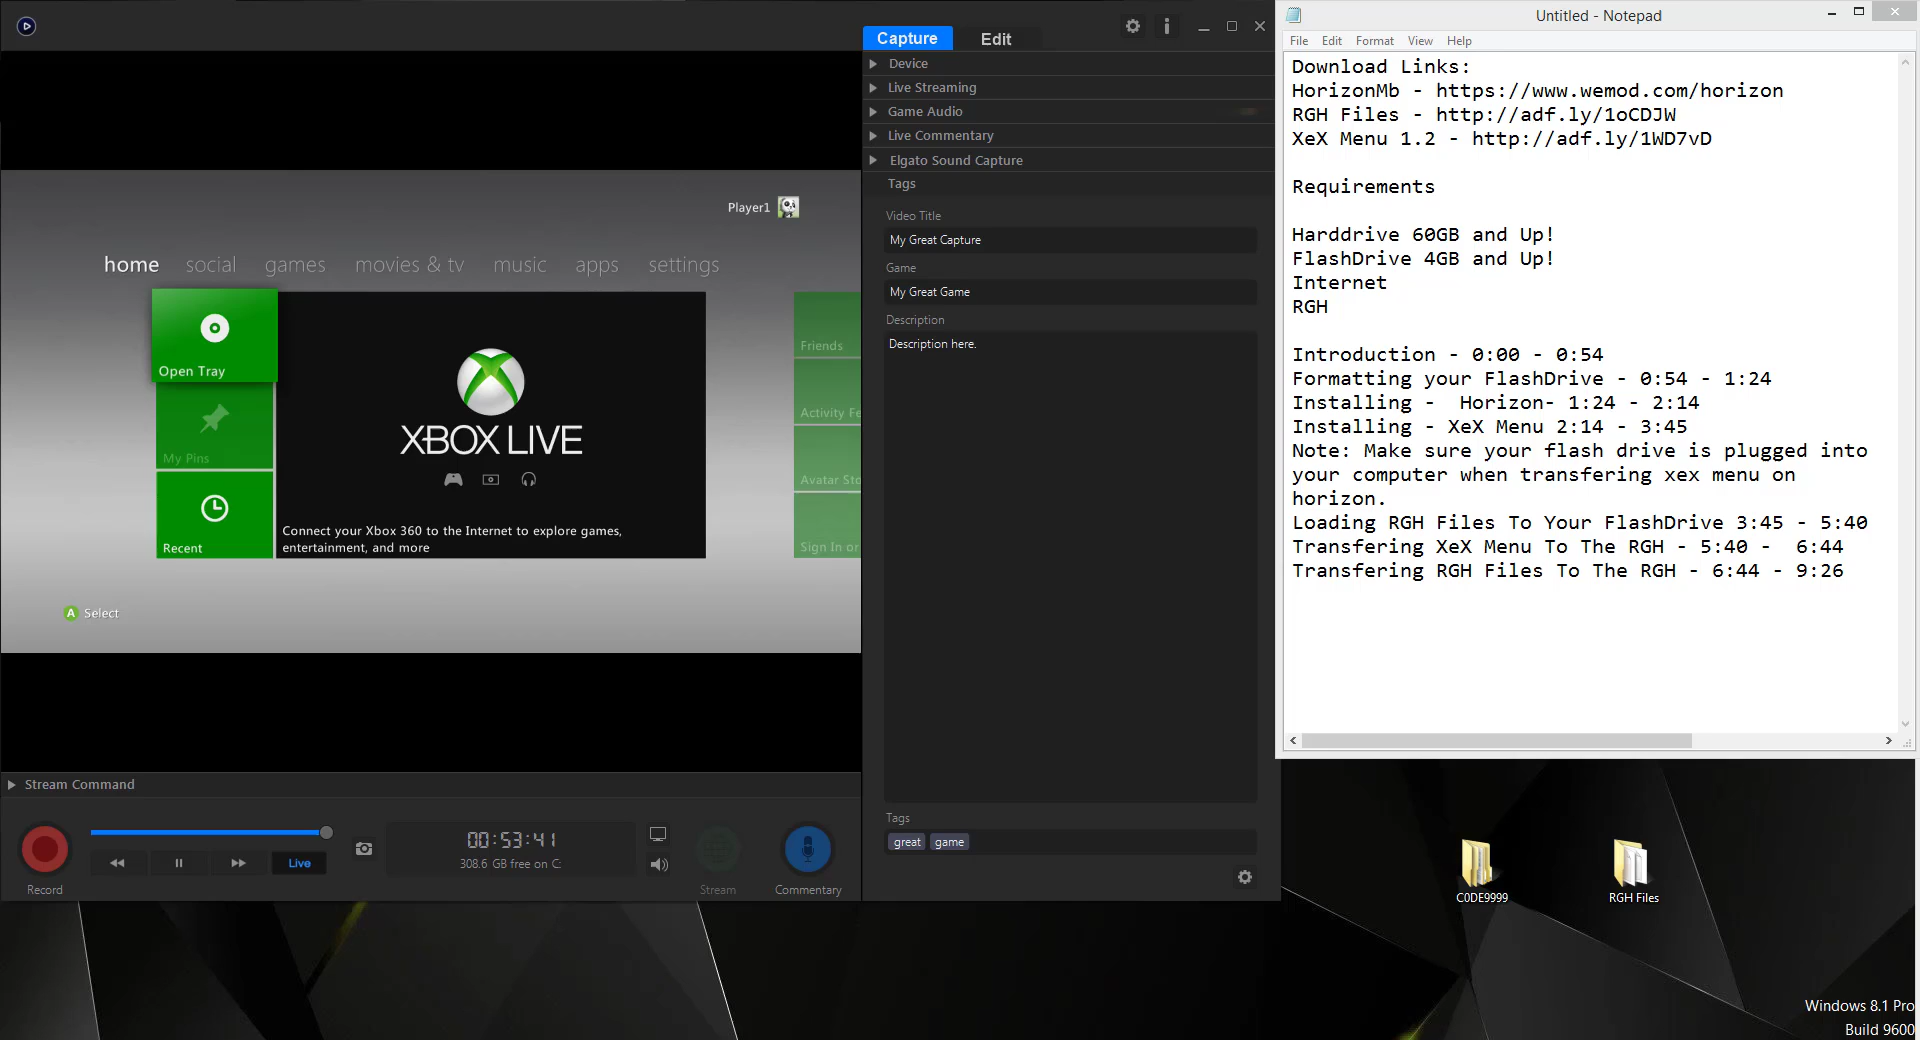 Player1
home social games movies & tv music apps settings
Open Tray
My Pins
Recent
XBOX LIVE
Connect your Xbox 360 to the Internet to explore games,
entertainment, and more
Friends
Activity Fe
Avatar Sto
Sign In or
A Select
Stream Command
Record
Live
00:53:41
308.6 GB free on C:
Stream
Commentary
Capture Edit
Device
Live Streaming
Game Audio
Live Commentary
Elgato Sound Capture
Tags
Video Title
My Great Capture
Game
My Great Game
Description
Description here.
Tags
great game
Untitled - Notepad
File Edit Format View Help
Download Links:
HorizonMb - https://www.wemod.com/horizon
RGH Files - http://adf.ly/1oCDJW
XeX Menu 1.2 - http://adf.ly/1WD7vD
Requirements
Harddrive 60GB and Up!
FlashDrive 4GB and Up!
Internet
RGH
Introduction - 0:00 - 0:54
Formatting your FlashDrive - 0:54 - 1:24
Installing -  Horizon- 1:24 - 2:14
Installing - XeX Menu 2:14 - 3:45
Note: Make sure your flash drive is plugged into
your computer when transfering xex menu on
horizon.
Loading RGH Files To Your FlashDrive 3:45 - 5:40
Transfering XeX Menu To The RGH - 5:40 -  6:44
Transfering RGH Files To The RGH - 6:44 - 9:26
C0DE9999
RGH Files
Windows 8.1 Pro
Build 9600